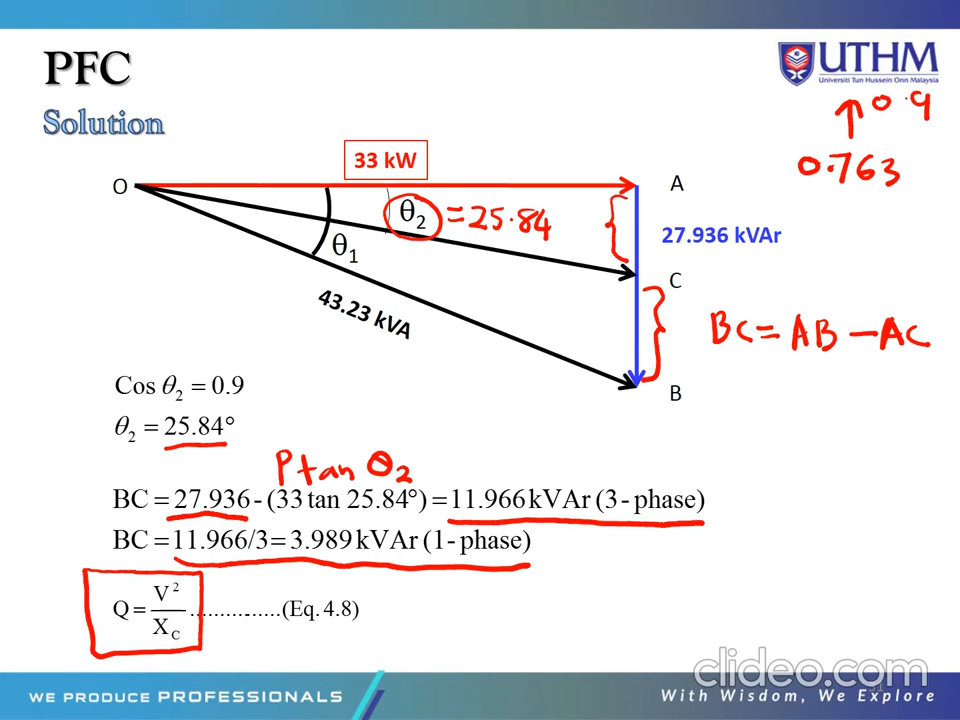 PFC
UTHM
Universiti Tun Hussein Onn Malaysia
Solution
↑ 0.9
0.763
33 kW
O
A
θ2 = 25.84
27.936 kVAr
θ1
C
43.23 kVA
BC = AB - AC
B
Cos θ2 = 0.9
θ2 = 25.84°
P tan θ2
BC = 27.936 - (33 tan 25.84°) = 11.966 kVAr (3 - phase)
BC = 11.966/3 = 3.989 kVAr (1 - phase)
Q = V² / XC ................(Eq. 4.8)
clideo.com
WE PRODUCE PROFESSIONALS
With Wisdom, We Explore